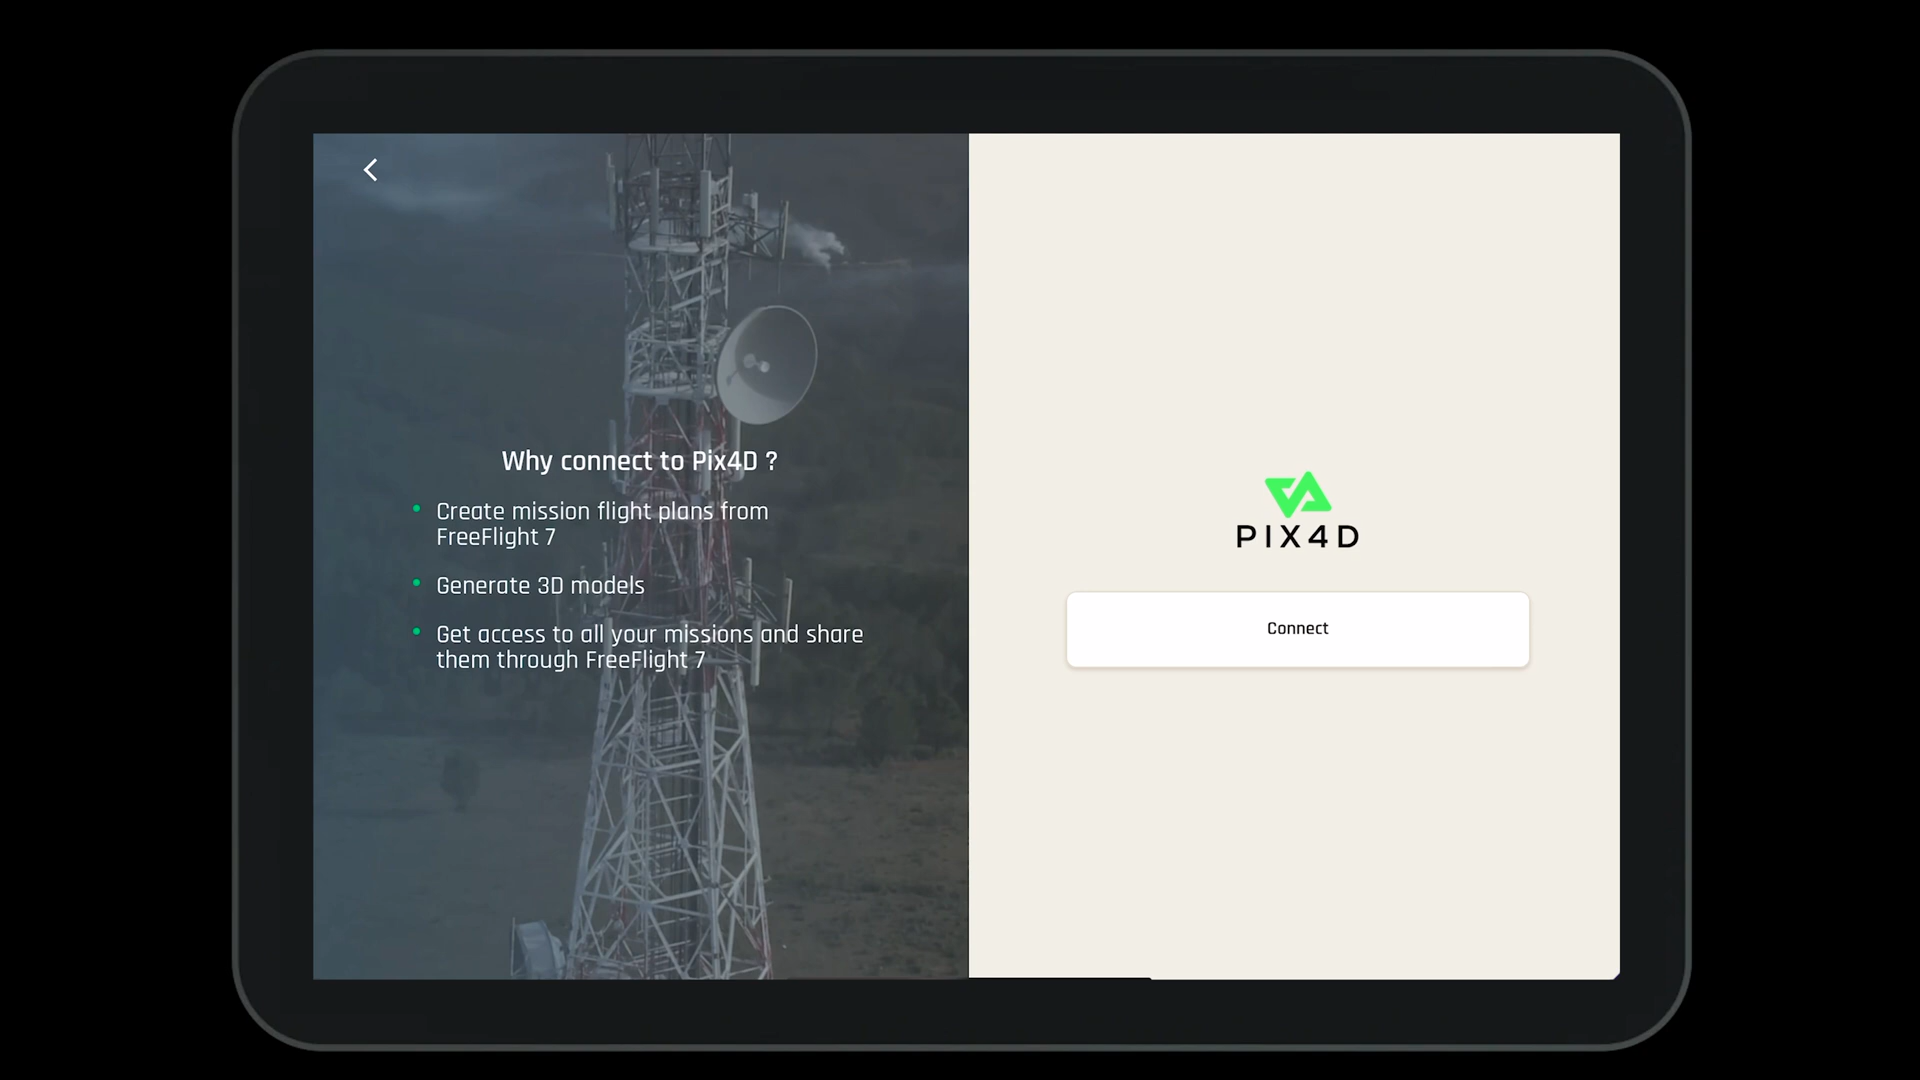 Why connect to Pix4D ?
Create mission flight plans from
FreeFlight 7
Generate 3D models
Get access to all your missions and share
them through FreeFlight 7
PIX4D
Connect